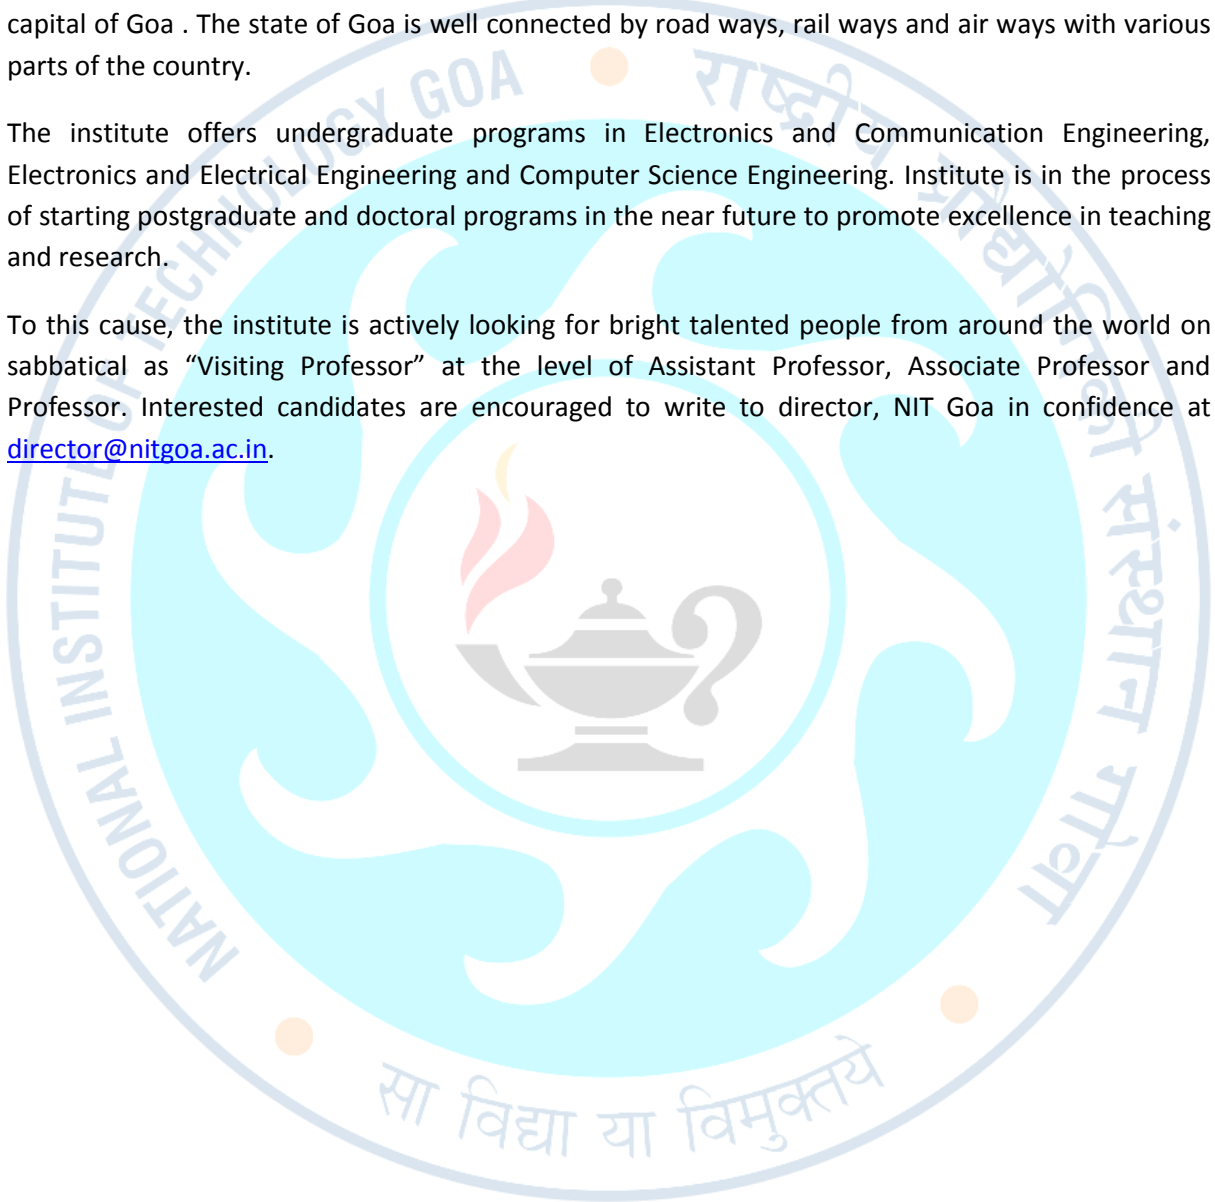 capital of Goa . The state of Goa is well connected by road ways, rail ways and air ways with various
parts of the country.
The institute offers undergraduate programs in Electronics and Communication Engineering,
Electronics and Electrical Engineering and Computer Science Engineering. Institute is in the process
of starting postgraduate and doctoral programs in the near future to promote excellence in teaching
and research.
To this cause, the institute is actively looking for bright talented people from around the world on
sabbatical as “Visiting Professor” at the level of Assistant Professor, Associate Professor and
Professor. Interested candidates are encouraged to write to director, NIT Goa in confidence at
director@nitgoa.ac.in.
NATIONAL INSTITUTE OF TECHNOLOGY GOA
राष्ट्रीय प्रौद्योगिकी संस्थान गोवा
सा विद्या या विमुक्तये